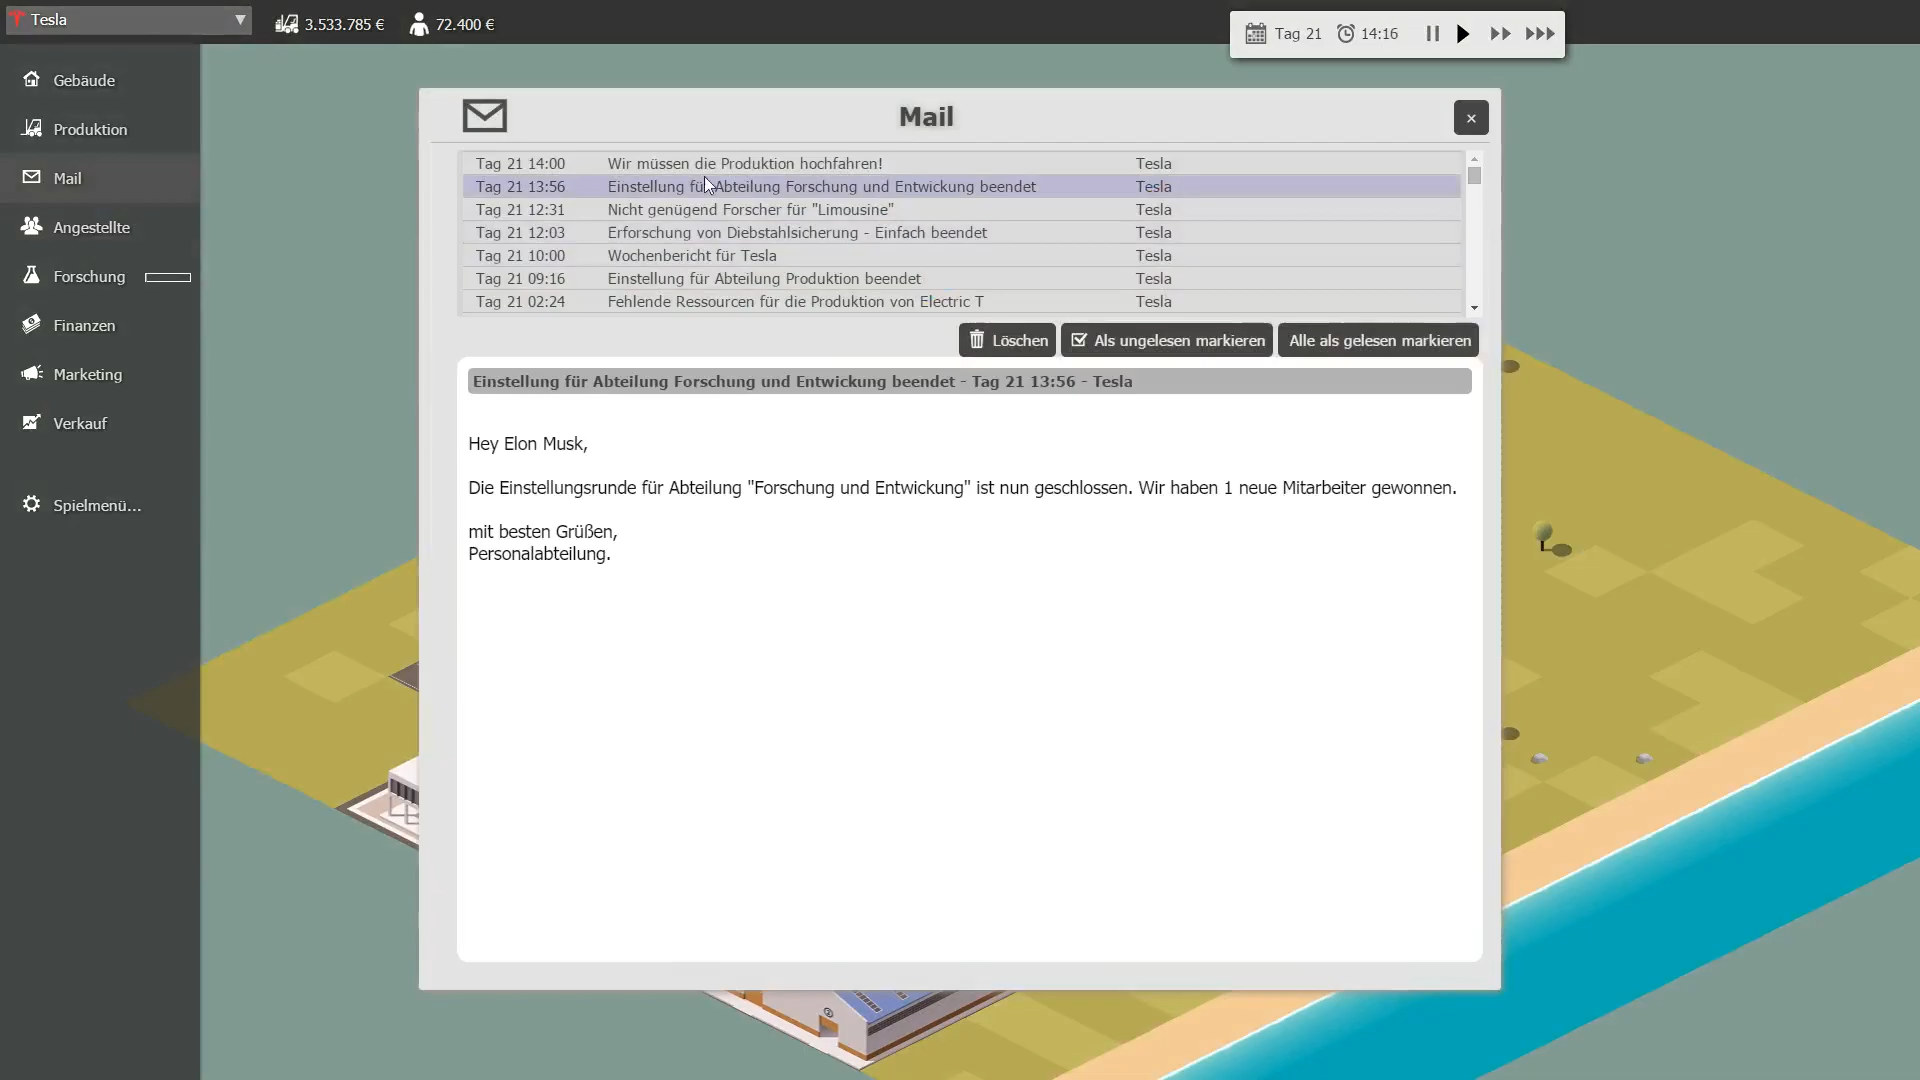 Tesla
3.533.785 €
72.400 €
Tag 21
14:16
Gebäude
Produktion
Mail
Angestellte
Forschung
Finanzen
Marketing
Verkauf
Spielmenü...
Mail
×
Tag 21 14:00 Wir müssen die Produktion hochfahren! Tesla
Tag 21 13:56 Einstellung für Abteilung Forschung und Entwickung beendet Tesla
Tag 21 12:31 Nicht genügend Forscher für "Limousine" Tesla
Tag 21 12:03 Erforschung von Diebstahlsicherung - Einfach beendet Tesla
Tag 21 10:00 Wochenbericht für Tesla Tesla
Tag 21 09:16 Einstellung für Abteilung Produktion beendet Tesla
Tag 21 02:24 Fehlende Ressourcen für die Produktion von Electric T Tesla
Löschen
Als ungelesen markieren
Alle als gelesen markieren
Einstellung für Abteilung Forschung und Entwickung beendet - Tag 21 13:56 - Tesla
Hey Elon Musk,
Die Einstellungsrunde für Abteilung "Forschung und Entwickung" ist nun geschlossen. Wir haben 1 neue Mitarbeiter gewonnen.
mit besten Grüßen,
Personalabteilung.